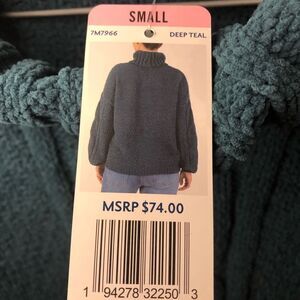 SMALL
7M7966 DEEP TEAL
MSRP $74.00
1 94278 32250 3